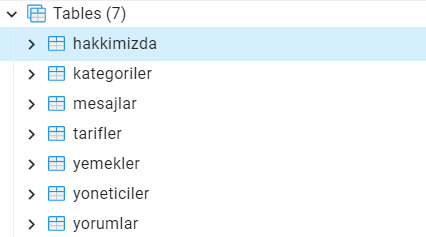 Tables (7)
hakkimizda
kategoriler
mesajlar
tarifler
yemekler
yoneticiler
yorumlar